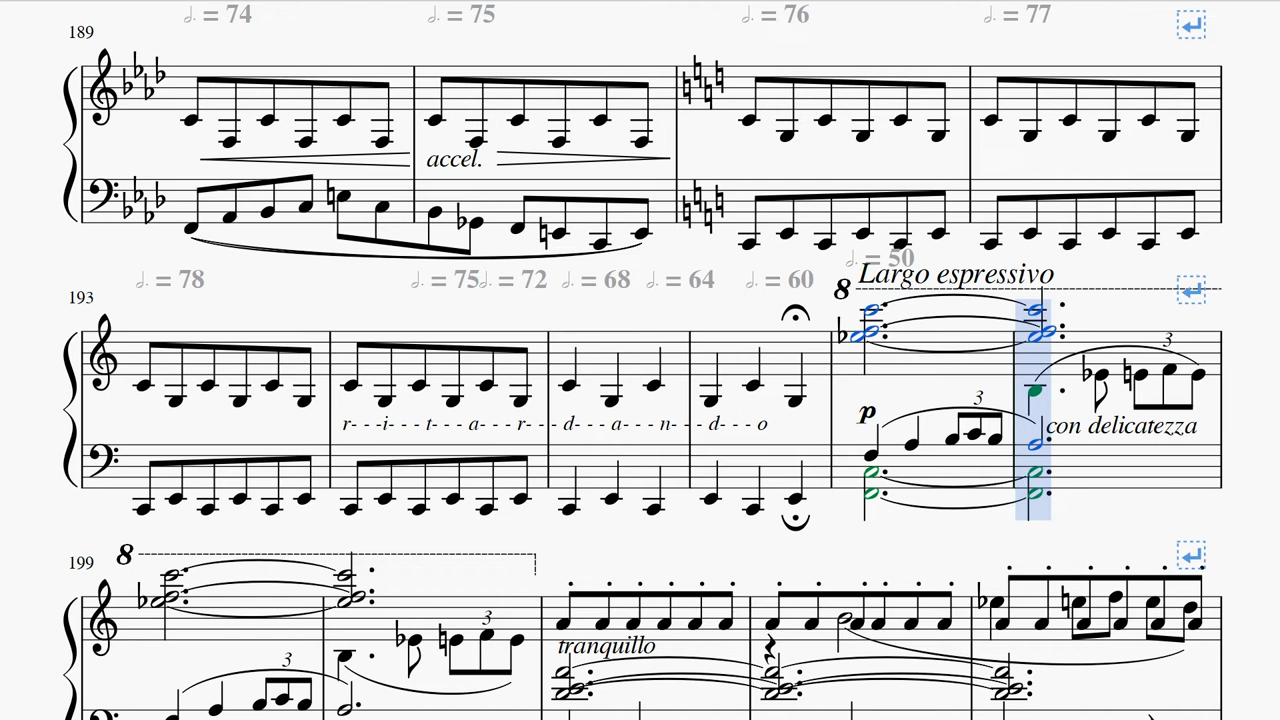 𝅗𝅥. = 74 𝅗𝅥. = 75 𝅗𝅥. = 76 𝅗𝅥. = 77
189
accel.
𝅗𝅥. = 78 𝅗𝅥. = 75 𝅗𝅥. = 72 𝅗𝅥. = 68 𝅗𝅥. = 64 𝅗𝅥. = 60 𝅗𝅥. = 50
193
Largo espressivo
8
3
p
3
r---i---t---a---r---d---a---n---d---o
con delicatezza
199
8
3
tranquillo
3